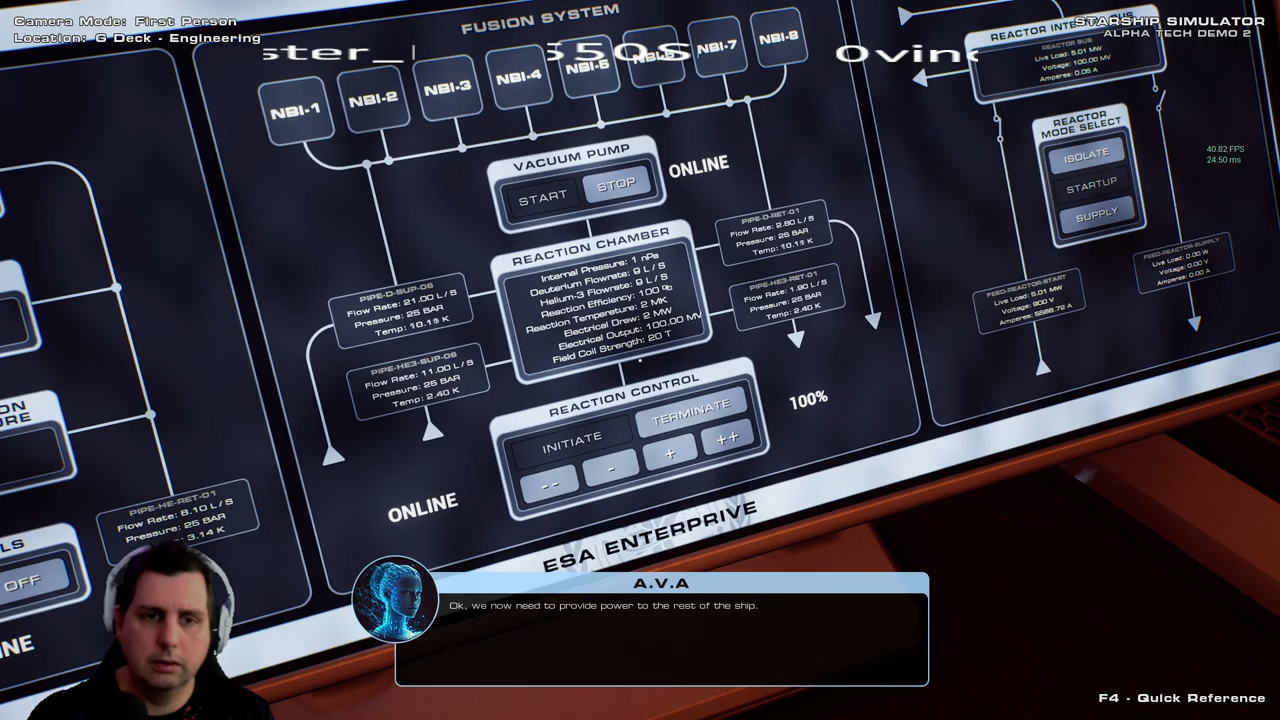 Camera Mode: First Person
Location: G Deck - Engineering
STARSHIP SIMULATOR
ALPHA TECH DEMO 2
40.82 FPS
24.50 ms
FUSION SYSTEM
ster_
550S
Ovinc
NBI-1
NBI-2
NBI-3
NBI-4
NBI-5
NBI-6
NBI-7
NBI-8
VACUUM PUMP
START
STOP
ONLINE
REACTION CHAMBER
Internal Pressure: 1 nPa
Deuterium Flowrate: 9 L / S
Helium-3 Flowrate: 9 L / S
Reaction Efficiency: 100 %
Reaction Temperature: 2 MK
Electrical Draw: 2 MW
Electrical Output: 100.00 MW
Field Coil Strength: 20 T
PIPE-D-SUP-06
Flow Rate: 21.00 L / S
Pressure: 25 BAR
Temp: 10.15 K
PIPE-HE3-SUP-06
Flow Rate: 11.00 L / S
Pressure: 25 BAR
Temp: 2.40 K
PIPE-D-RET-01
Flow Rate: 2.80 L / S
Pressure: 25 BAR
Temp: 10.15 K
PIPE-HE3-RET-01
Flow Rate: 1.90 L / S
Pressure: 25 BAR
Temp: 2.40 K
REACTION CONTROL
INITIATE
TERMINATE
--
-
+
++
100%
ONLINE
REACTOR BUS
Live Load: 5.01 MW
Voltage: 100.00 MV
Amperes: 0.05 A
REACTOR
MODE SELECT
ISOLATE
STARTUP
SUPPLY
FEED-REACTOR-START
Live Load: 5.01 MW
Voltage: 900 V
Amperes: 5566.72 A
FEED-REACTOR-SUPPLY
Live Load: 0.00 W
Voltage: 0.00 V
Amperes: 0.00 A
PIPE-HE-RET-01
Flow Rate: 8.10 L / S
Pressure: 25 BAR
3.14 K
OFF
ESA ENTERPRIVE
A.V.A
Ok, we now need to provide power to the rest of the ship.
F4 - Quick Reference